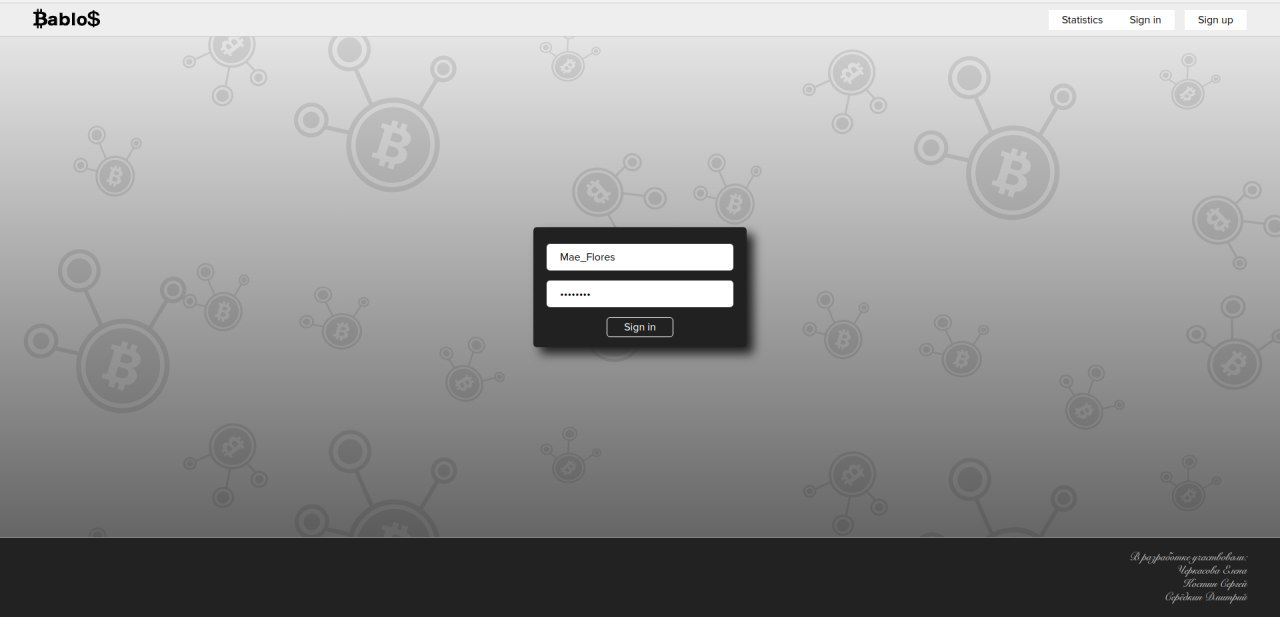 ₿ablo$
Statistics
Sign in
Sign up
Mae_Flores
••••••••
Sign in
В разработке участвовали:
Черкасова Елена
Костин Сергей
Серёдкин Дмитрий